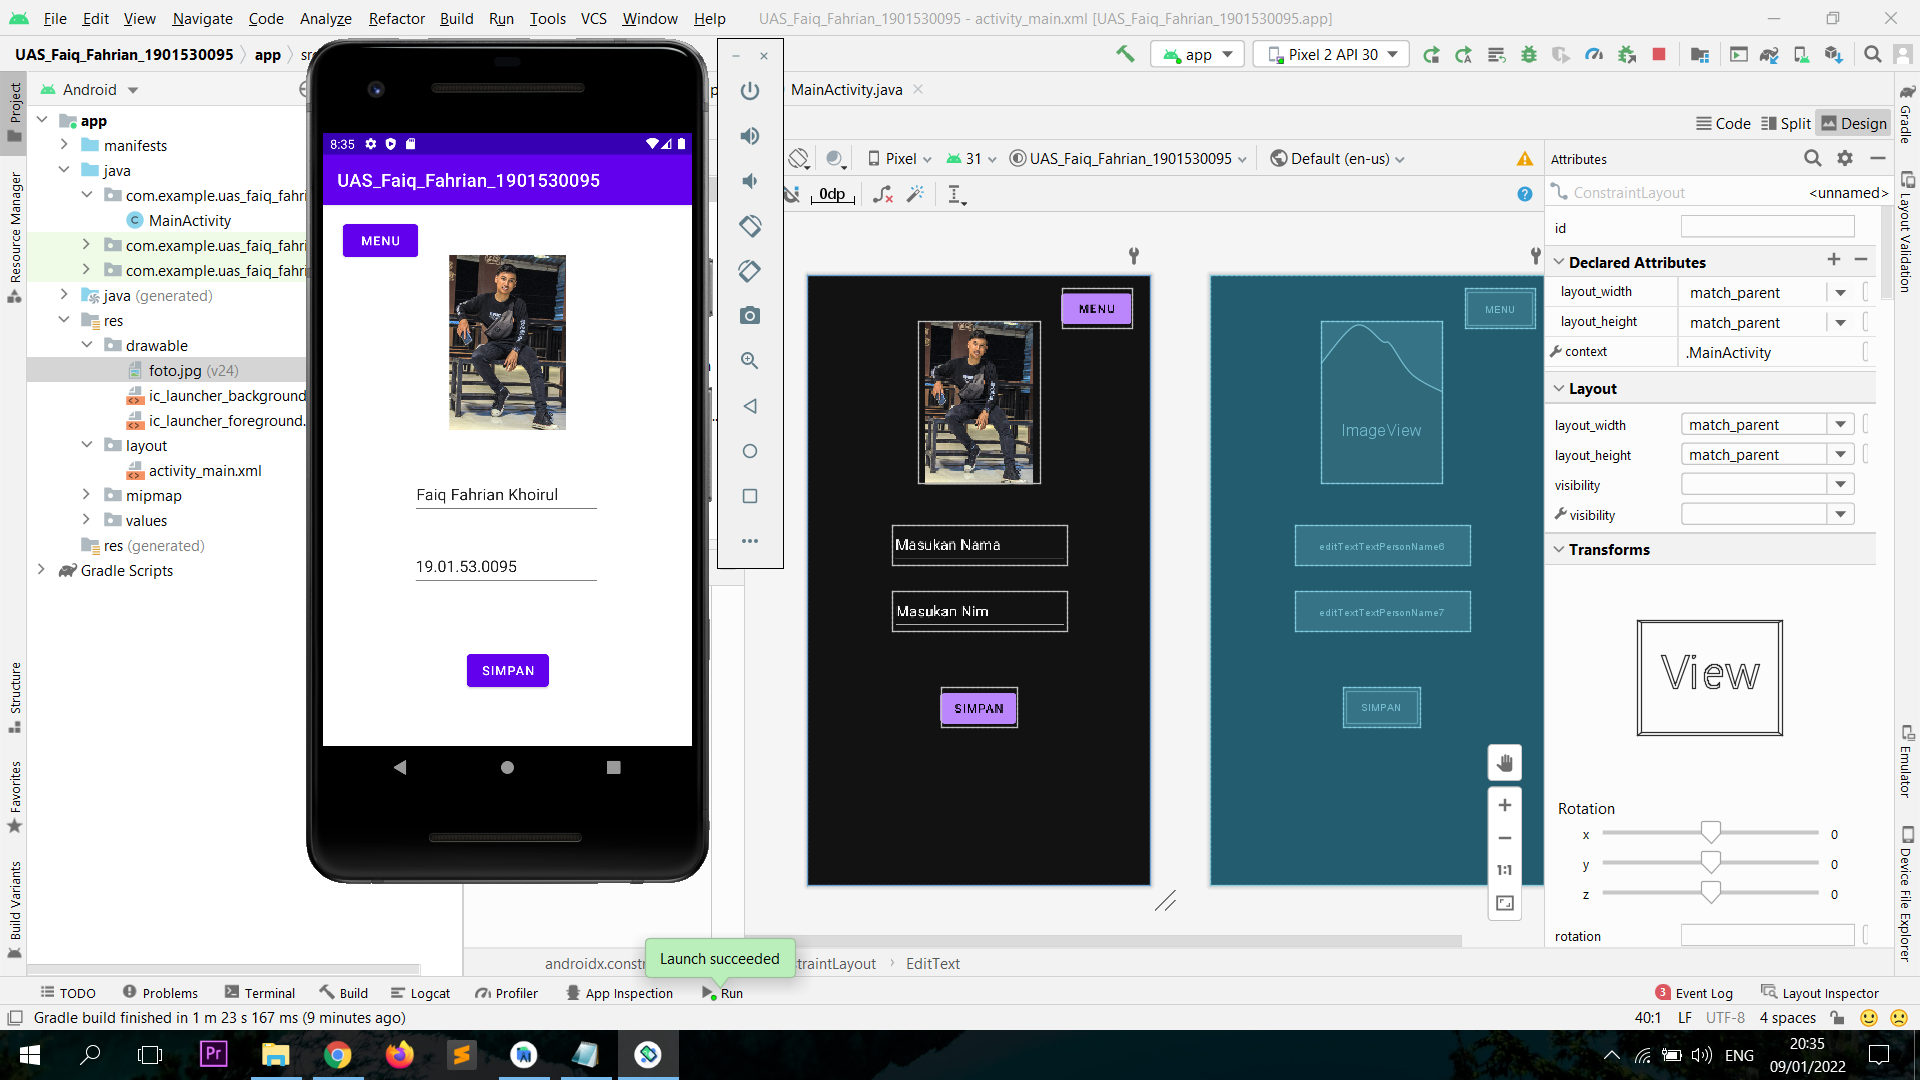 File Edit View Navigate Code Analyze Refactor Build Run Tools VCS Window Help UAS_Faiq_Fahrian_1901530095 - activity_main.xml [UAS_Faiq_Fahrian_1901530095.app]
UAS_Faiq_Fahrian_1901530095 app
app Pixel 2 API 30
Android
MainActivity.java
Code Split Design
Project
Resource Manager
Structure
Favorites
Build Variants
app
manifests
java
com.example.uas_faiq_fahri
MainActivity
com.example.uas_faiq_fahri
com.example.uas_faiq_fahri
java (generated)
res
drawable
foto.jpg (v24)
ic_launcher_background
ic_launcher_foreground.
layout
activity_main.xml
mipmap
values
res (generated)
Gradle Scripts
8:35
UAS_Faiq_Fahrian_1901530095
MENU
Faiq Fahrian Khoirul
19.01.53.0095
SIMPAN
Pixel 31 UAS_Faiq_Fahrian_1901530095 Default (en-us)
0dp
MENU
Masukan Nama
Masukan Nim
SIMPAN
MENU
ImageView
editTextTextPersonName6
editTextTextPersonName7
SIMPAN
1:1
Attributes
ConstraintLayout <unnamed>
id
Declared Attributes
layout_width match_parent
layout_height match_parent
context .MainActivity
Layout
layout_width match_parent
layout_height match_parent
visibility
visibility
Transforms
View
Rotation
x 0
y 0
z 0
rotation
Gradle
Layout Validation
Emulator
Device File Explorer
Launch succeeded
androidx.constr straintLayout EditText
TODO Problems Terminal Build Logcat Profiler App Inspection Run 3 Event Log Layout Inspector
Gradle build finished in 1 m 23 s 167 ms (9 minutes ago) 40:1 LF UTF-8 4 spaces
Pr
ENG
20:35
09/01/2022